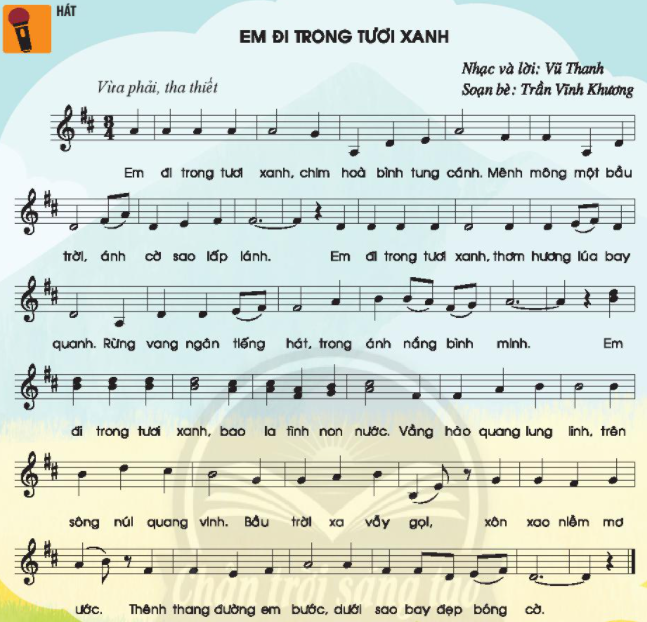 HÁT
EM ĐI TRONG TƯƠI XANH
Nhạc và lời: Vũ Thanh
Vừa phải, tha thiết
Soạn bè: Trần Vĩnh Khương
3
4
Em đi trong tươi xanh, chim hoà bình tung cánh. Mênh mông một bầu
trời, ánh cờ sao lấp lánh. Em đi trong tươi xanh, thơm hương lúa bay
quanh. Rừng vang ngân tiếng hát, trong ánh nắng bình minh. Em
đi trong tươi xanh, bao la tình non nước. Vầng hào quang lung linh, trên
sông núi quang vinh. Bầu trời xa vẫy gọi, xôn xao niềm mơ
ước. Thênh thang đường em bước, dưới sao bay đẹp bóng cờ.
Chân trời sáng tạo